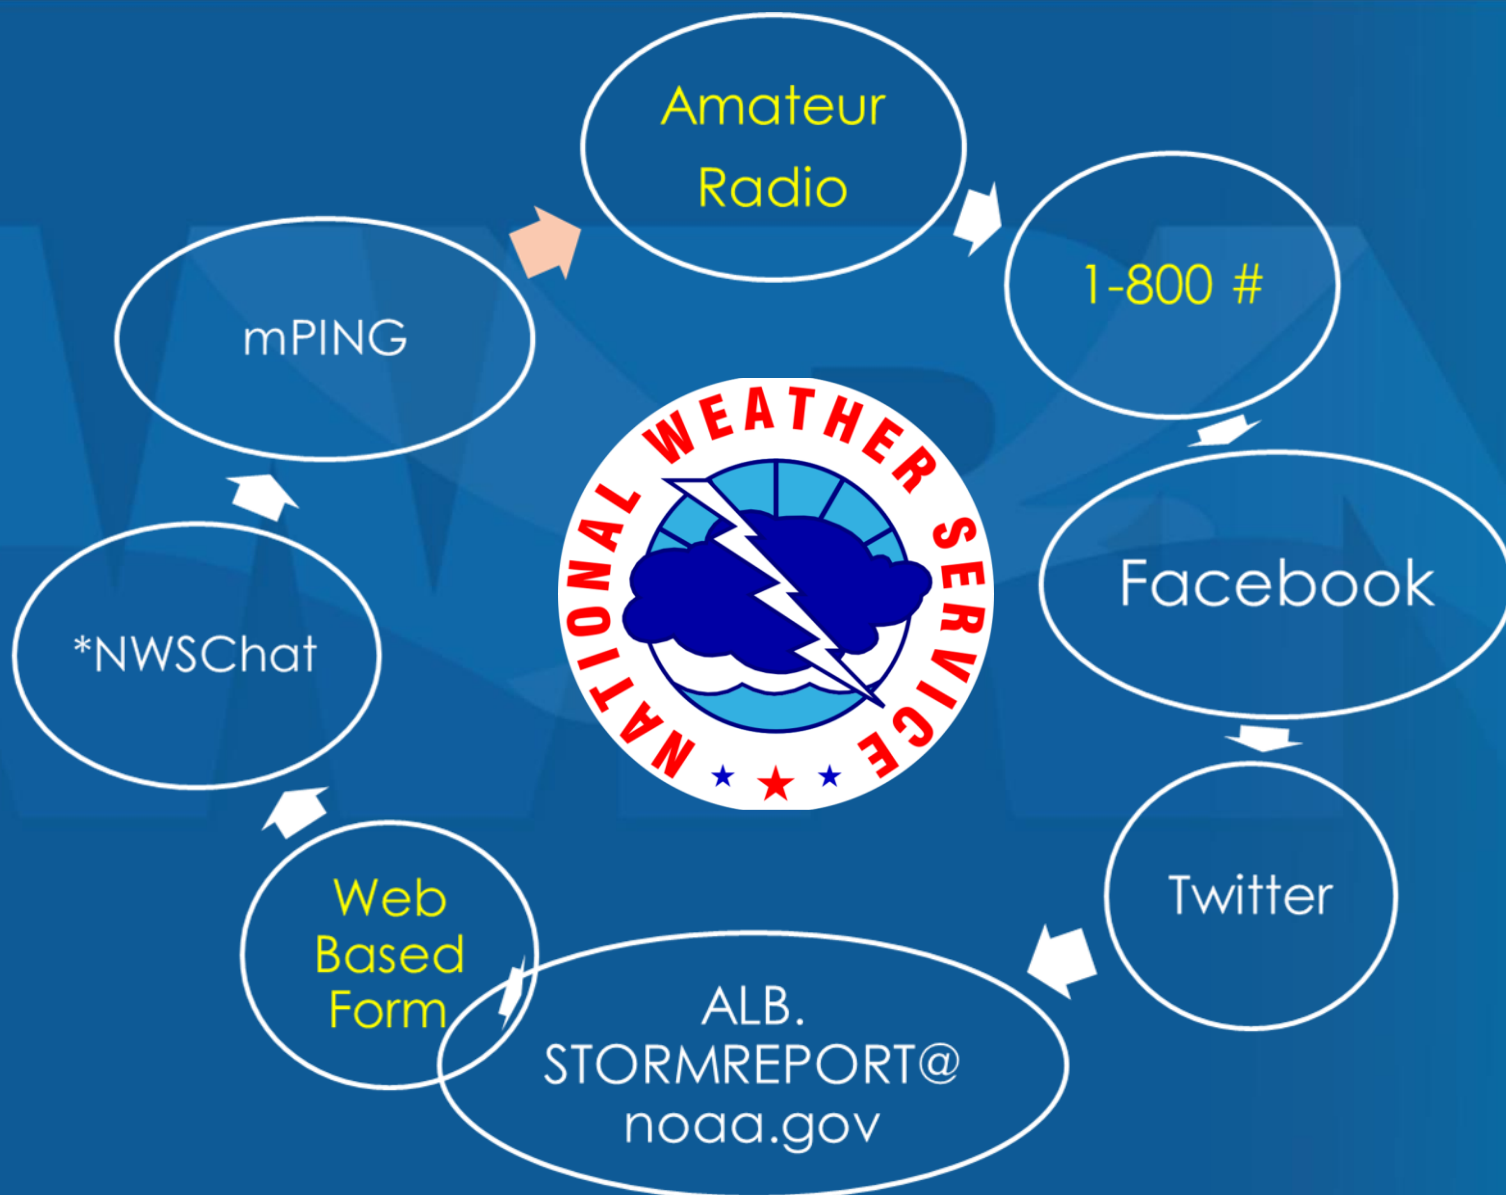 Amateur
Radio
1-800 #
Facebook
Twitter
ALB.
STORMREPORT@
noaa.gov
Web
Based
Form
*NWSChat
mPING
NATIONAL WEATHER SERVICE